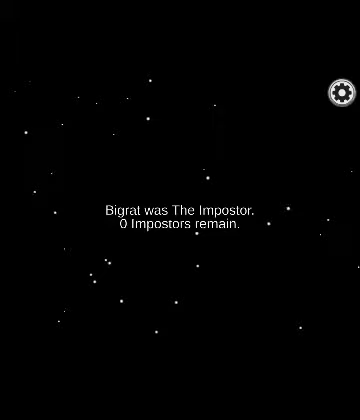 Bigrat was The Impostor.
0 Impostors remain.